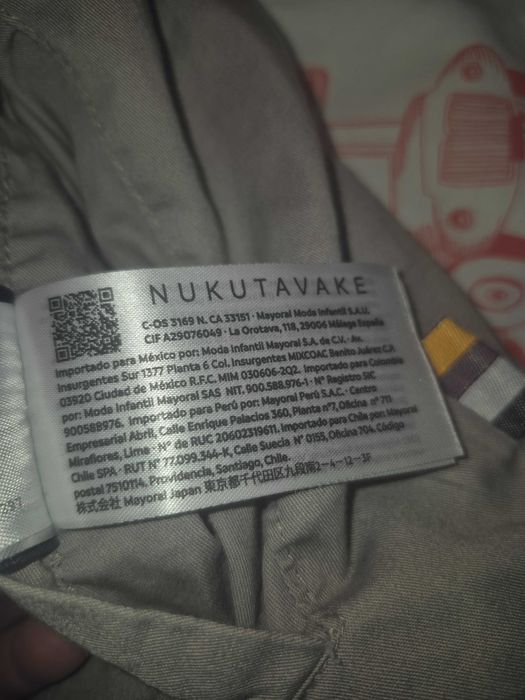 NUKUTAVAKE
C-OS 3169 N. CA 33151 · Mayoral Moda Infantil S.A.U.
CIF A29076049 · La Orotava, 118, 29006 Málaga España
Importado para México por: Moda Infantil Mayoral S.A. de C.V. · Av.
Insurgentes Sur 1377 Planta 6 Col. Insurgentes MIXCOAC Benito Juárez C.P.
03920 Ciudad de México R.F.C. MIM 030606-2Q2. Importado para Colombia
por: Moda Infantil Mayoral SAS NIT. 900.588.976-1 · Nº Registro SIC
900588976. Importado para Perú por: Mayoral Perú S.A.C. · Centro
Empresarial Abril, Calle Enrique Palacios 360, Planta nº7, Oficina nº 711
Miraflores, Lima · Nº de RUC 20602319611. Importado para Chile por: Mayoral
Chile SPA · RUT Nº 77.099.344-K, Calle Suecia Nº 0155, Oficina 204. Código
postal 7510114, Providencia, Santiago, Chile.
株式会社 Mayoral Japan 東京都千代田区九段南2-4-12-3F